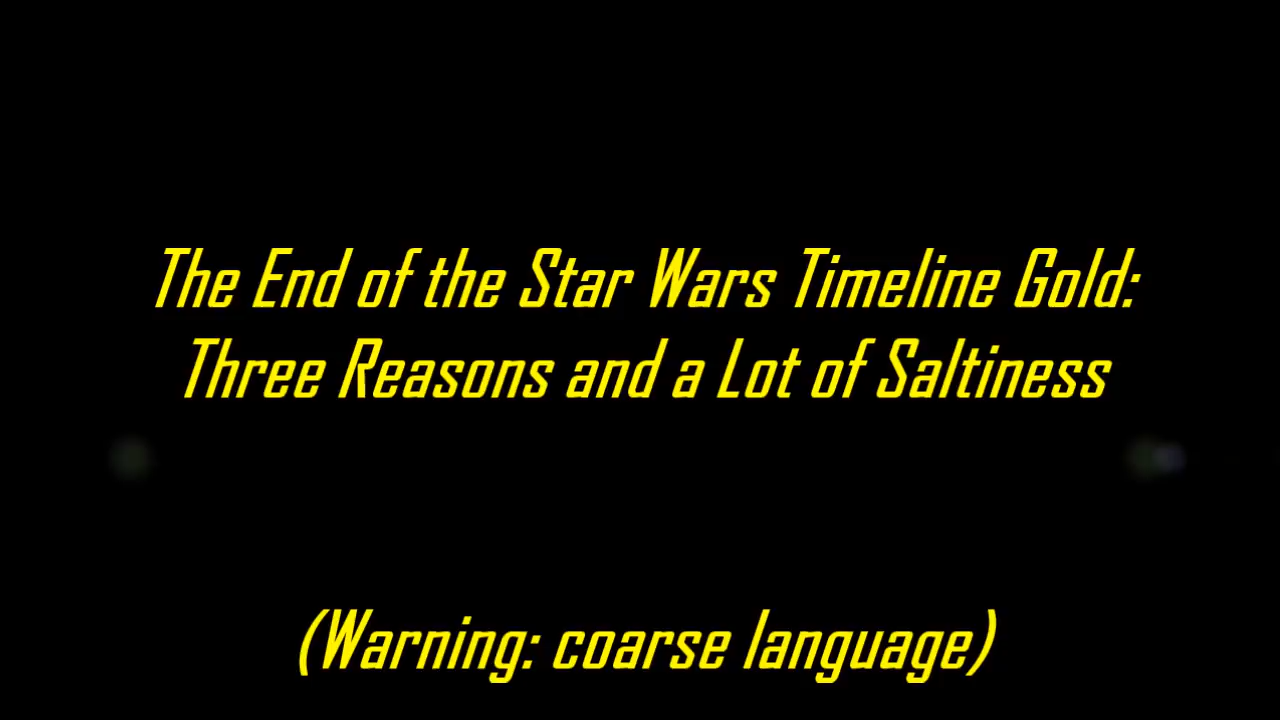 The End of the Star Wars Timeline Gold:
Three Reasons and a Lot of Saltiness
(Warning: coarse language)